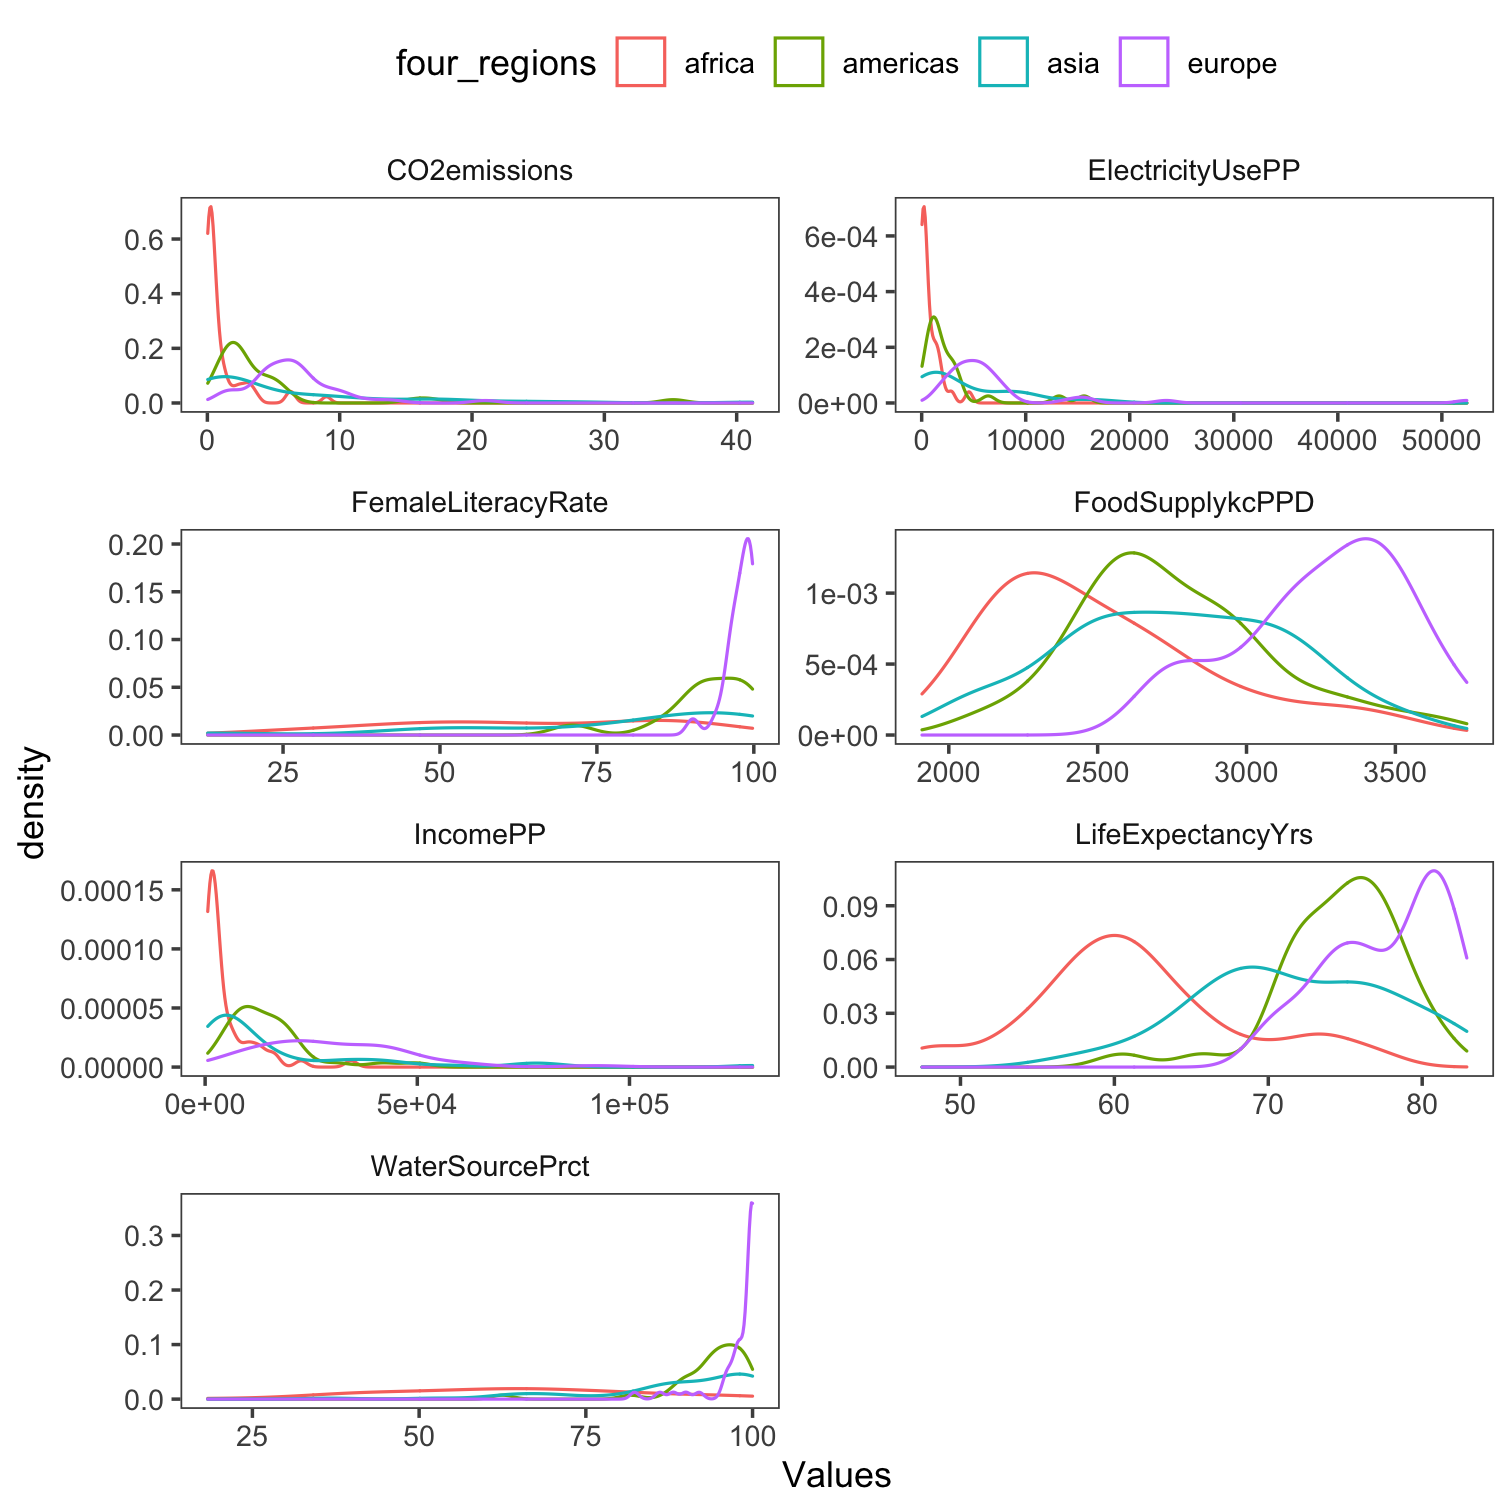 four_regions africa americas asia europe
CO2emissions ElectricityUsePP
0.6
0.4
0.2
0.0
0 10 20 30 40
6e-04
4e-04
2e-04
0e+00
0 10000 20000 30000 40000 50000
FemaleLiteracyRate FoodSupplykcPPD
0.20
0.15
0.10
0.05
0.00
25 50 75 100
1e-03
5e-04
0e+00
2000 2500 3000 3500
density
IncomePP LifeExpectancyYrs
0.00015
0.00010
0.00005
0.00000
0e+00 5e+04 1e+05
0.09
0.06
0.03
0.00
50 60 70 80
WaterSourcePrct
0.3
0.2
0.1
0.0
25 50 75 100
Values